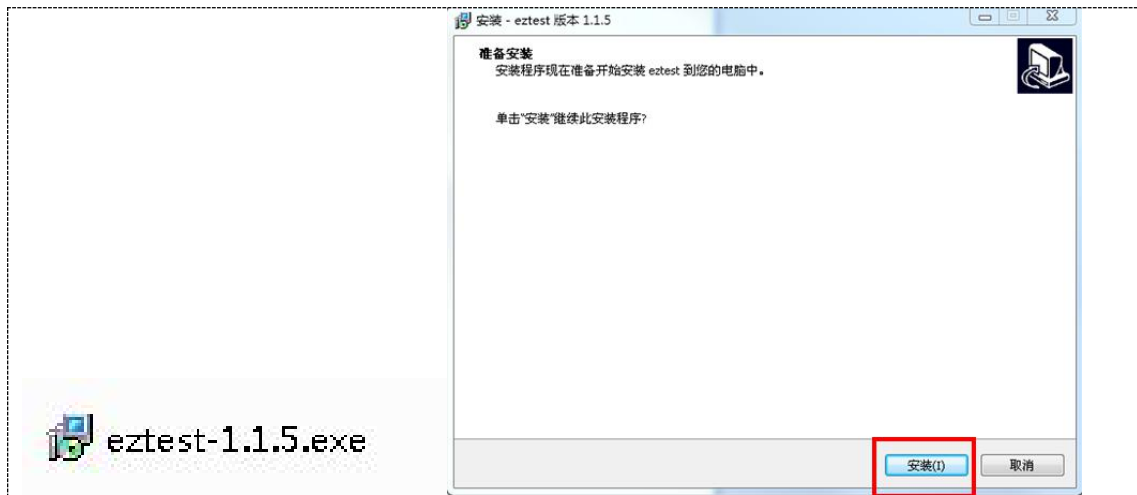 安装 - eztest 版本 1.1.5
准备安装
安装程序现在准备开始安装 eztest 到您的电脑中。
单击"安装"继续此安装程序?
eztest-1.1.5.exe
安装(I)
取消